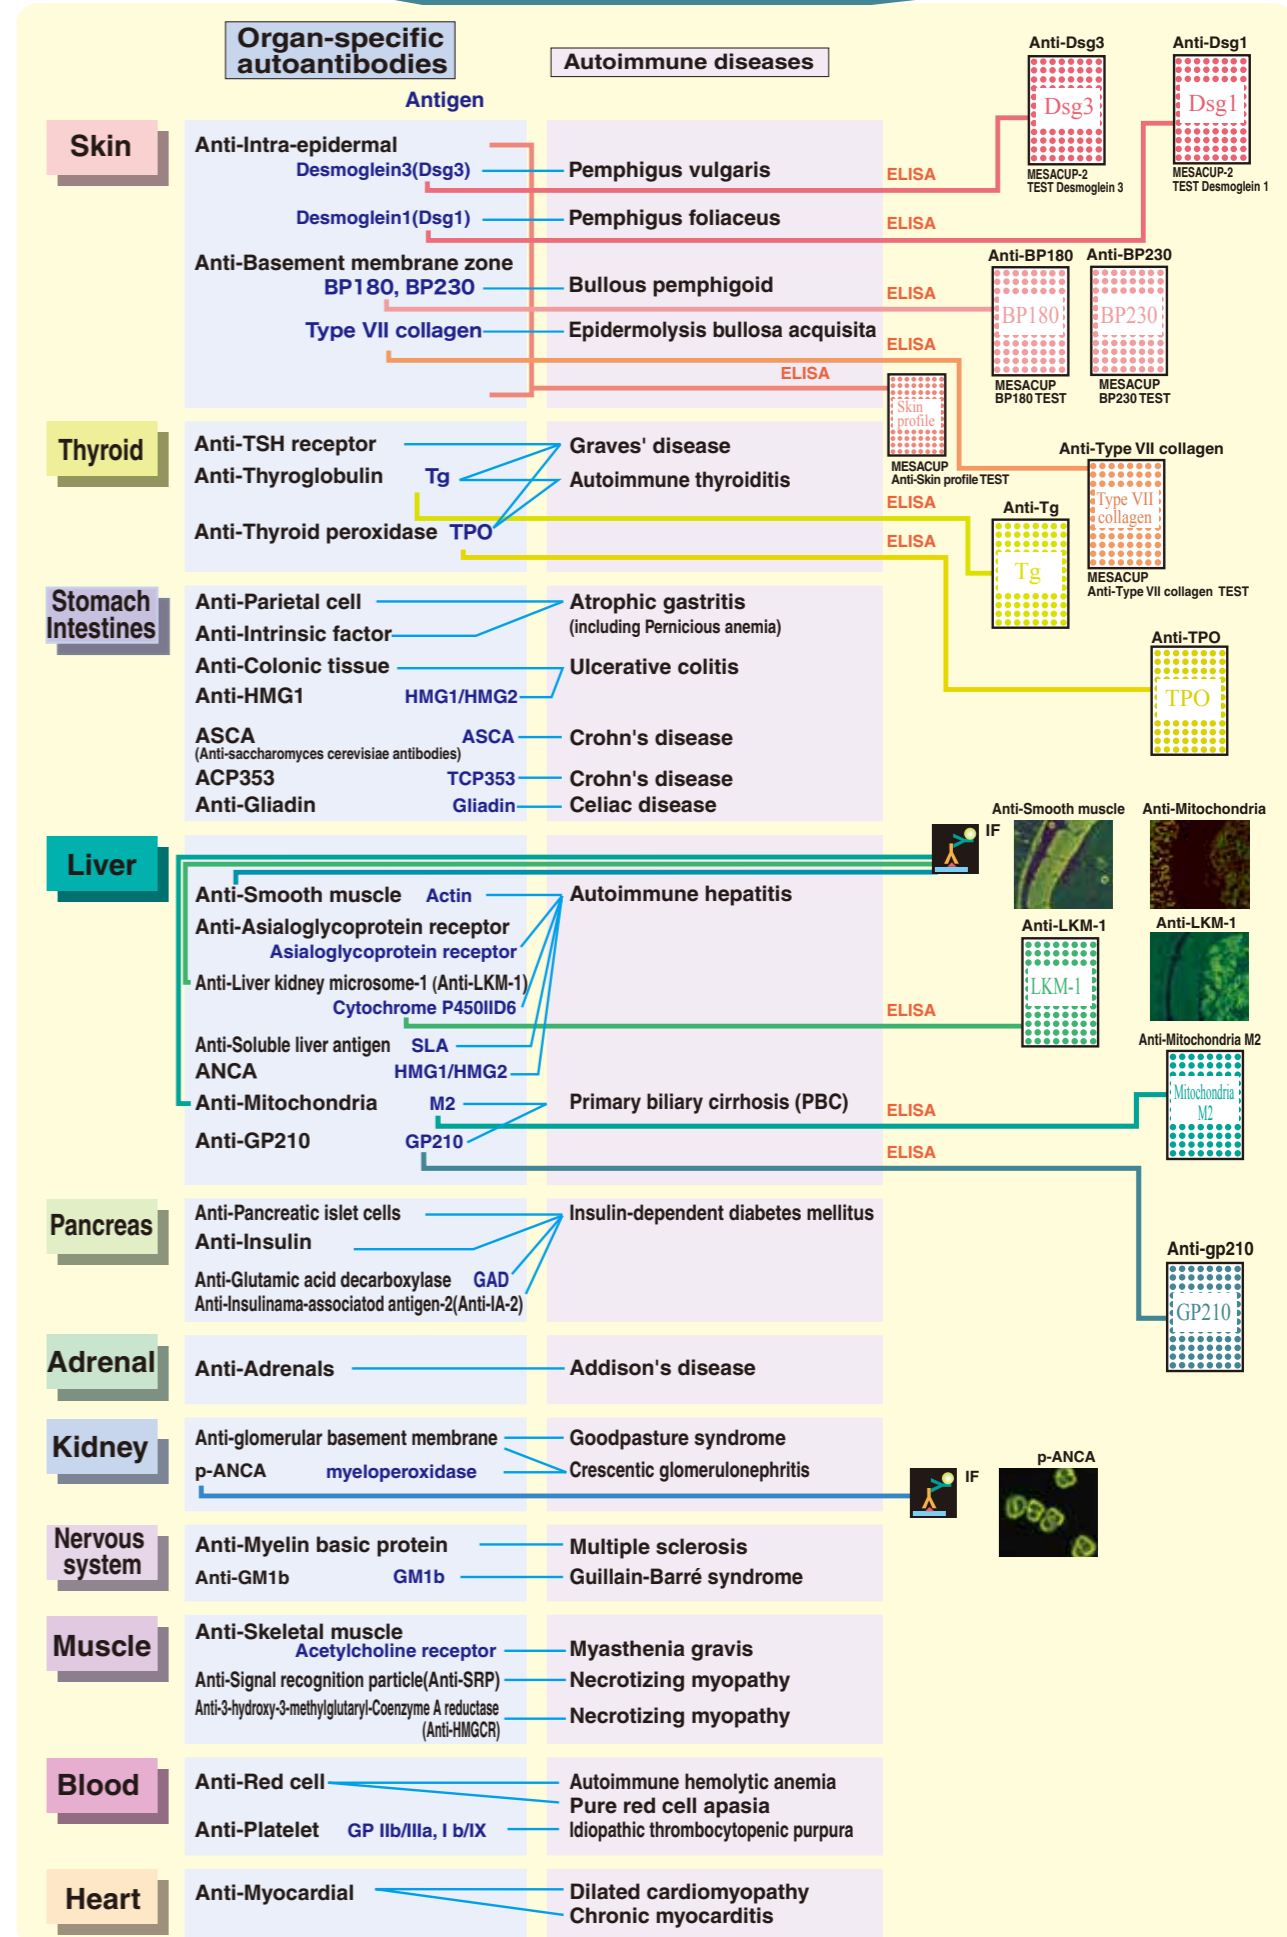 Organ-specific
autoantibodies
Autoimmune diseases
Antigen
Anti-Dsg3
Anti-Dsg1
Dsg3
Dsg1
MESACUP-2
TEST Desmoglein 3
MESACUP-2
TEST Desmoglein 1
Skin
Anti-Intra-epidermal
Desmoglein3(Dsg3)
Pemphigus vulgaris
ELISA
Desmoglein1(Dsg1)
Pemphigus foliaceus
ELISA
Anti-Basement membrane zone
BP180, BP230
Bullous pemphigoid
ELISA
Type VII collagen
Epidermolysis bullosa acquisita
ELISA
ELISA
Anti-BP180
Anti-BP230
BP180
BP230
MESACUP
BP180 TEST
MESACUP
BP230 TEST
Skin
profile
MESACUP
Anti-Skin profile TEST
Anti-Type VII collagen
Type VII
collagen
MESACUP
Anti-Type VII collagen TEST
Thyroid
Anti-TSH receptor
Graves' disease
Anti-Thyroglobulin Tg
Autoimmune thyroiditis
ELISA
Anti-Thyroid peroxidase TPO
ELISA
Anti-Tg
Tg
Anti-TPO
TPO
Stomach
Intestines
Anti-Parietal cell
Atrophic gastritis
(including Pernicious anemia)
Anti-Intrinsic factor
Anti-Colonic tissue
Ulcerative colitis
Anti-HMG1 HMG1/HMG2
ASCA ASCA
Crohn's disease
(Anti-saccharomyces cerevisiae antibodies)
ACP353 TCP353
Crohn's disease
Anti-Gliadin Gliadin
Celiac disease
Liver
IF
Anti-Smooth muscle
Anti-Mitochondria
Anti-Smooth muscle Actin
Autoimmune hepatitis
Anti-Asialoglycoprotein receptor
Asialoglycoprotein receptor
Anti-Liver kidney microsome-1 (Anti-LKM-1)
Cytochrome P450IID6
ELISA
Anti-LKM-1
LKM-1
Anti-LKM-1
Anti-Soluble liver antigen SLA
ANCA HMG1/HMG2
Anti-Mitochondria M2
Primary biliary cirrhosis (PBC)
ELISA
Anti-Mitochondria M2
Mitochondria
M2
Anti-GP210 GP210
ELISA
Anti-gp210
GP210
Pancreas
Anti-Pancreatic islet cells
Insulin-dependent diabetes mellitus
Anti-Insulin
Anti-Glutamic acid decarboxylase GAD
Anti-Insulinama-associatod antigen-2(Anti-IA-2)
Adrenal
Anti-Adrenals
Addison's disease
Kidney
Anti-glomerular basement membrane
Goodpasture syndrome
p-ANCA myeloperoxidase
Crescentic glomerulonephritis
IF
p-ANCA
Nervous
system
Anti-Myelin basic protein
Multiple sclerosis
Anti-GM1b GM1b
Guillain-Barré syndrome
Muscle
Anti-Skeletal muscle
Acetylcholine receptor
Myasthenia gravis
Anti-Signal recognition particle(Anti-SRP)
Necrotizing myopathy
Anti-3-hydroxy-3-methylglutaryl-Coenzyme A reductase
(Anti-HMGCR)
Necrotizing myopathy
Blood
Anti-Red cell
Autoimmune hemolytic anemia
Pure red cell apasia
Anti-Platelet GP IIb/IIIa, I b/IX
Idiopathic thrombocytopenic purpura
Heart
Anti-Myocardial
Dilated cardiomyopathy
Chronic myocarditis